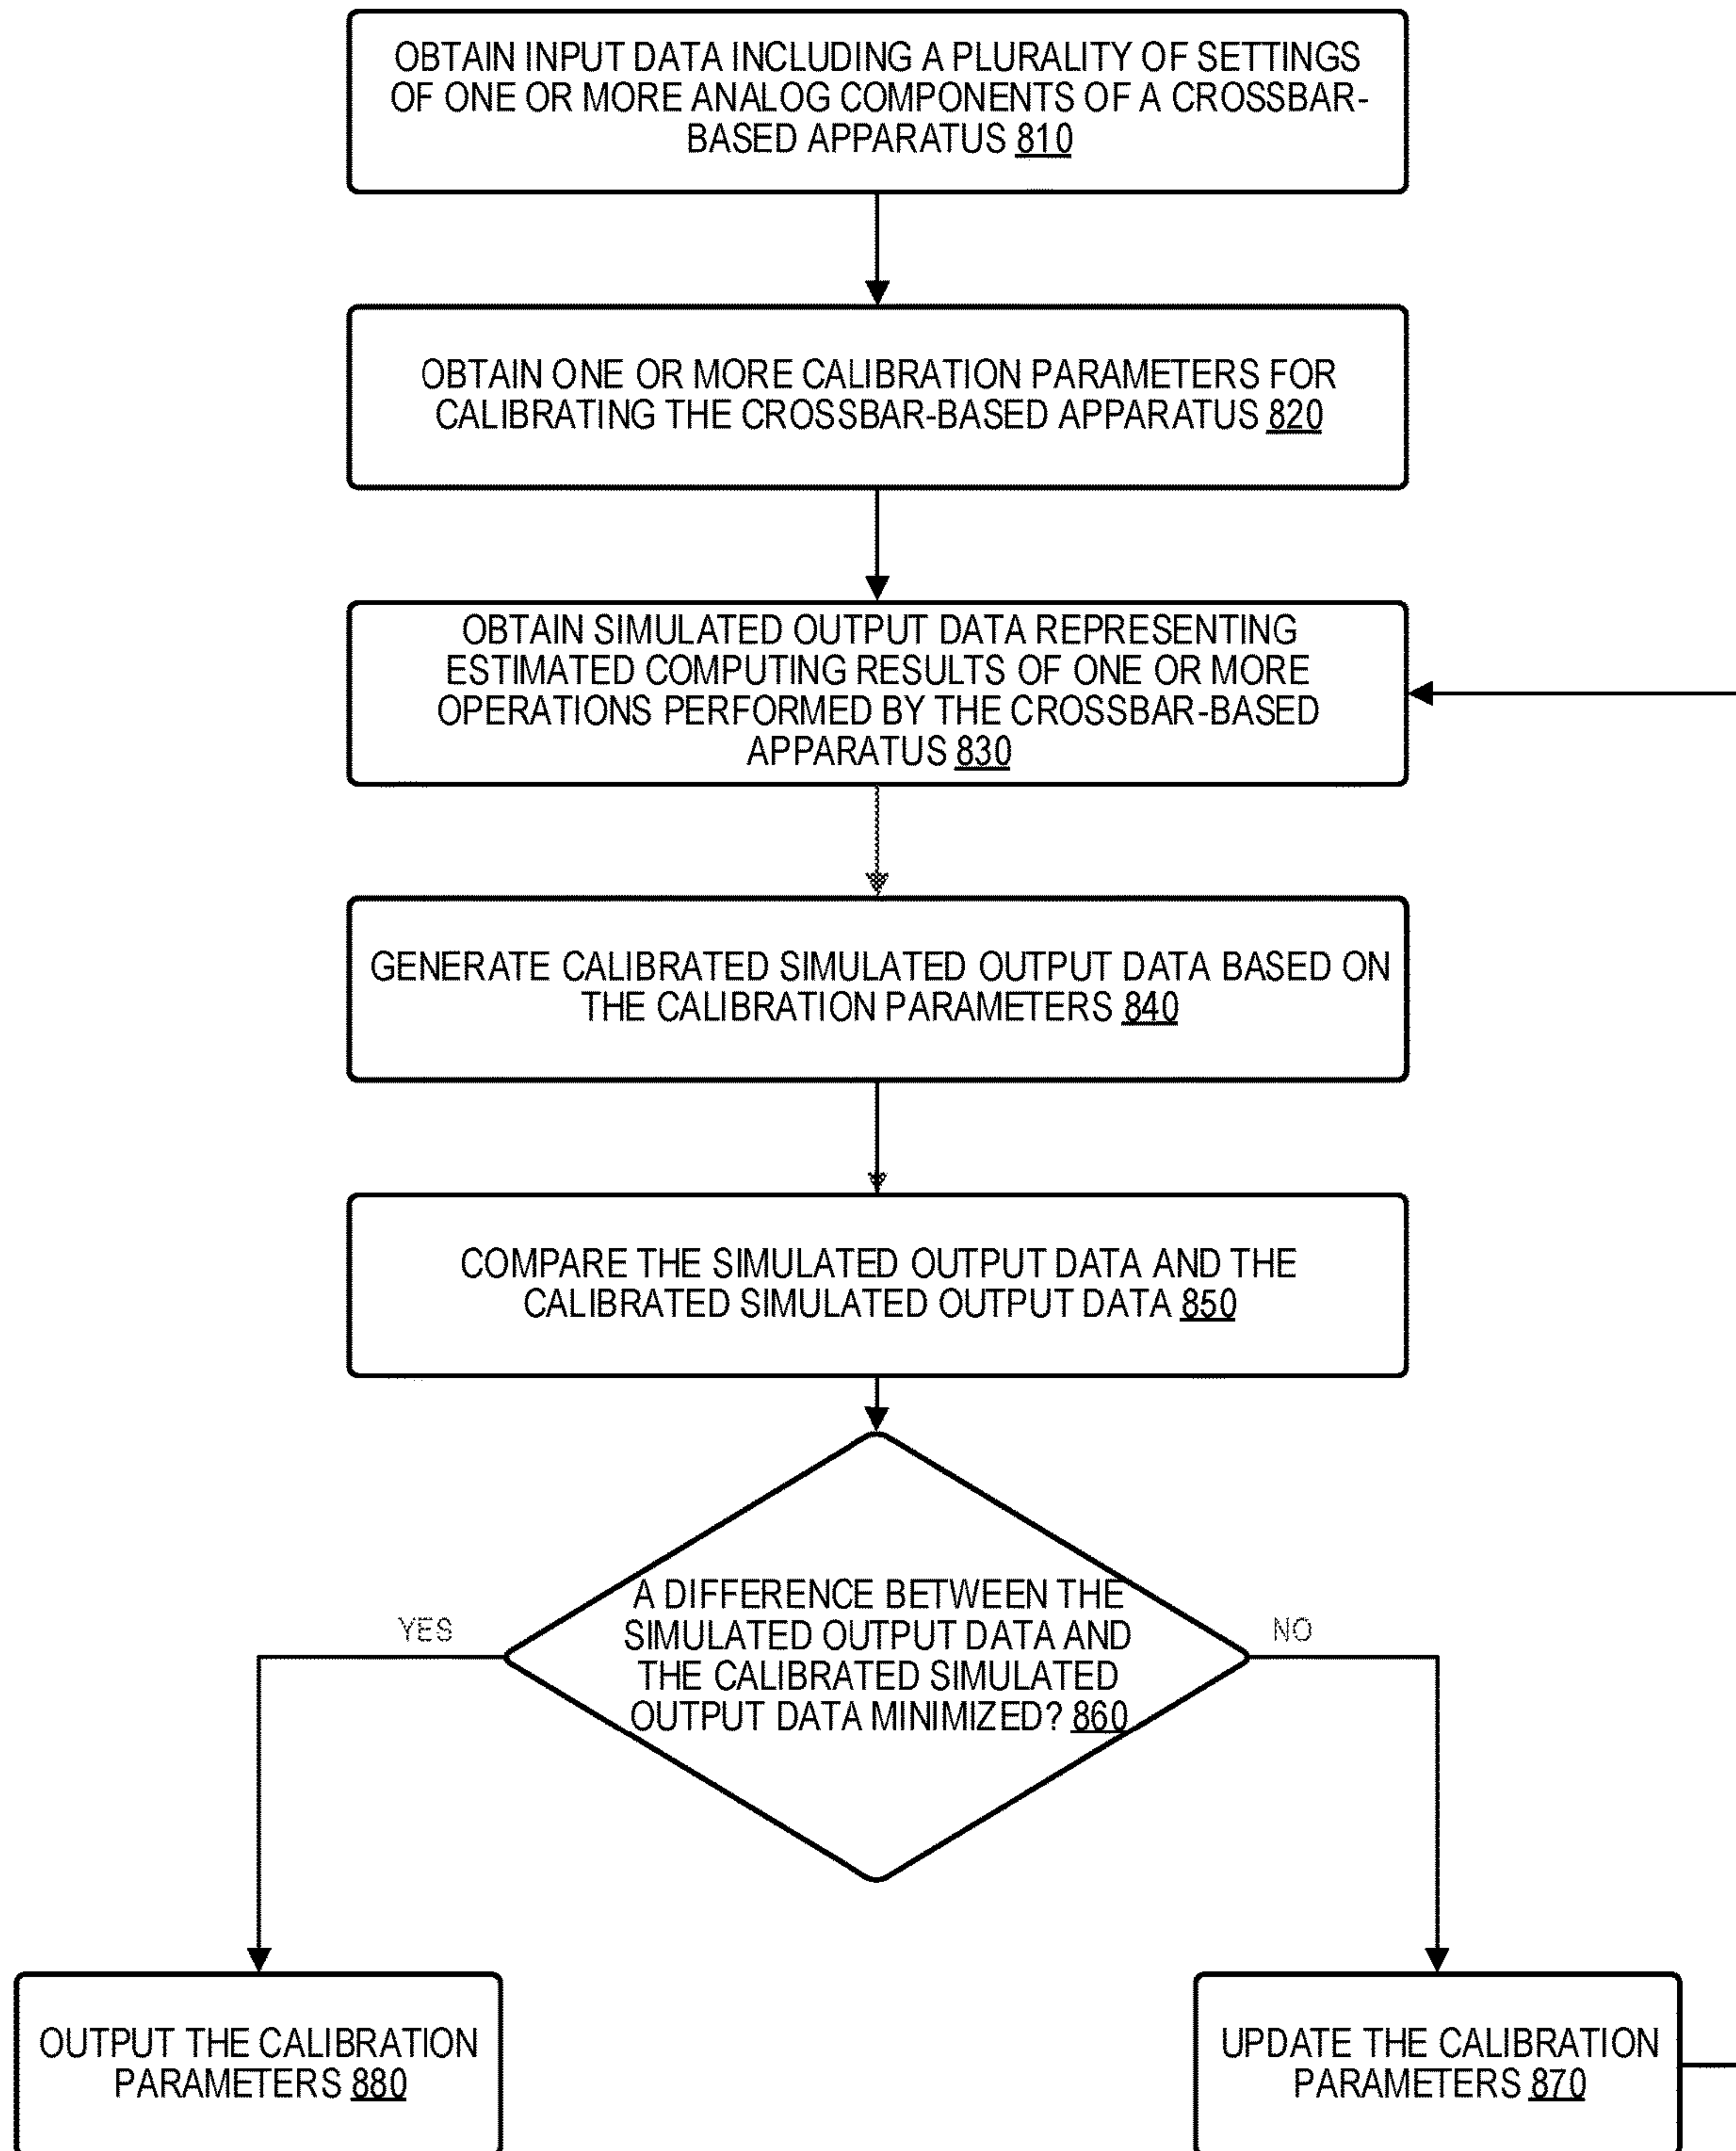 OBTAIN INPUT DATA INCLUDING A PLURALITY OF SETTINGS
OF ONE OR MORE ANALOG COMPONENTS OF A CROSSBAR-
BASED APPARATUS 810
OBTAIN ONE OR MORE CALIBRATION PARAMETERS FOR
CALIBRATING THE CROSSBAR-BASED APPARATUS 820
OBTAIN SIMULATED OUTPUT DATA REPRESENTING
ESTIMATED COMPUTING RESULTS OF ONE OR MORE
OPERATIONS PERFORMED BY THE CROSSBAR-BASED
APPARATUS 830
GENERATE CALIBRATED SIMULATED OUTPUT DATA BASED ON
THE CALIBRATION PARAMETERS 840
COMPARE THE SIMULATED OUTPUT DATA AND THE
CALIBRATED SIMULATED OUTPUT DATA 850
A DIFFERENCE BETWEEN THE
SIMULATED OUTPUT DATA AND
THE CALIBRATED SIMULATED
OUTPUT DATA MINIMIZED? 860
YES
NO
OUTPUT THE CALIBRATION
PARAMETERS 880
UPDATE THE CALIBRATION
PARAMETERS 870